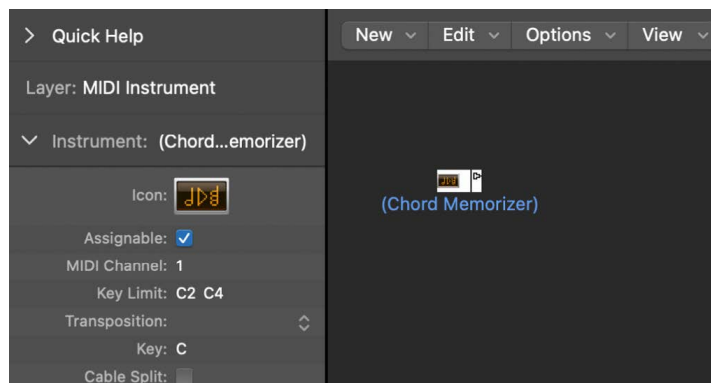 Quick Help
Layer: MIDI Instrument
Instrument: (Chord...emorizer)
Icon:
Assignable:
MIDI Channel: 1
Key Limit: C2 C4
Transposition:
Key: C
Cable Split:
New Edit Options View
(Chord Memorizer)